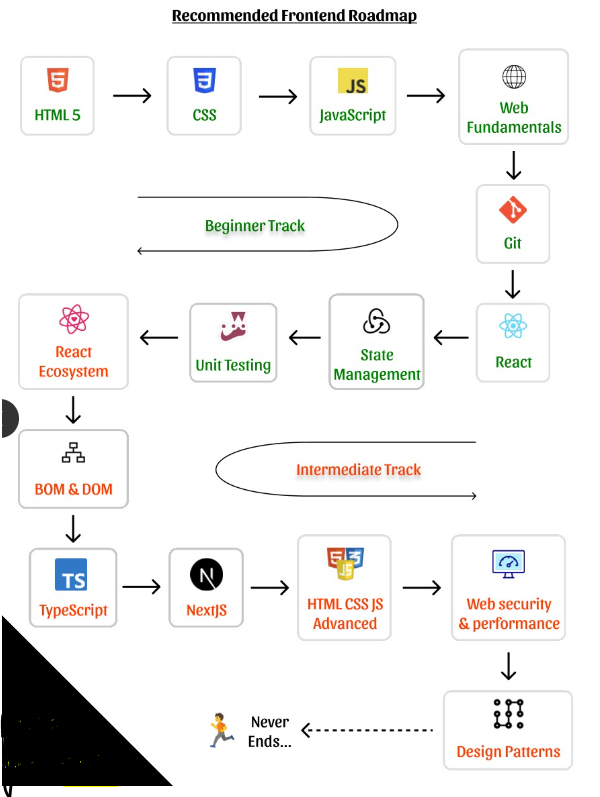 Recommended Frontend Roadmap
HTML 5
CSS
JS
JavaScript
Web
Fundamentals
Beginner Track
Git
React
State
Management
Unit Testing
React
Ecosystem
BOM & DOM
Intermediate Track
TS
TypeScript
N
NextJS
JS
HTML CSS JS
Advanced
Web security
& performance
Design Patterns
Never
Ends...